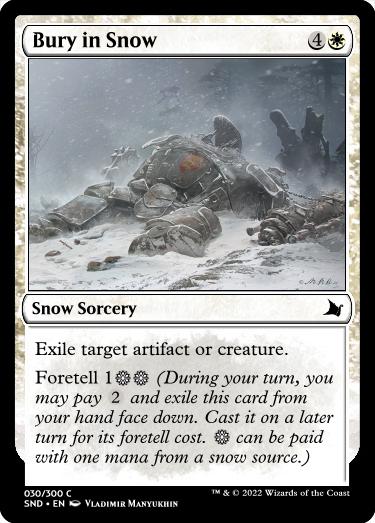 Bury in Snow 4
Snow Sorcery
Exile target artifact or creature.
Foretell 1 (During your turn, you
may pay 2 and exile this card from
your hand face down. Cast it on a later
turn for its foretell cost. can be paid
with one mana from a snow source.)
030/300 C
SND • EN Vladimir Manyukhin
™ & © 2022 Wizards of the Coast